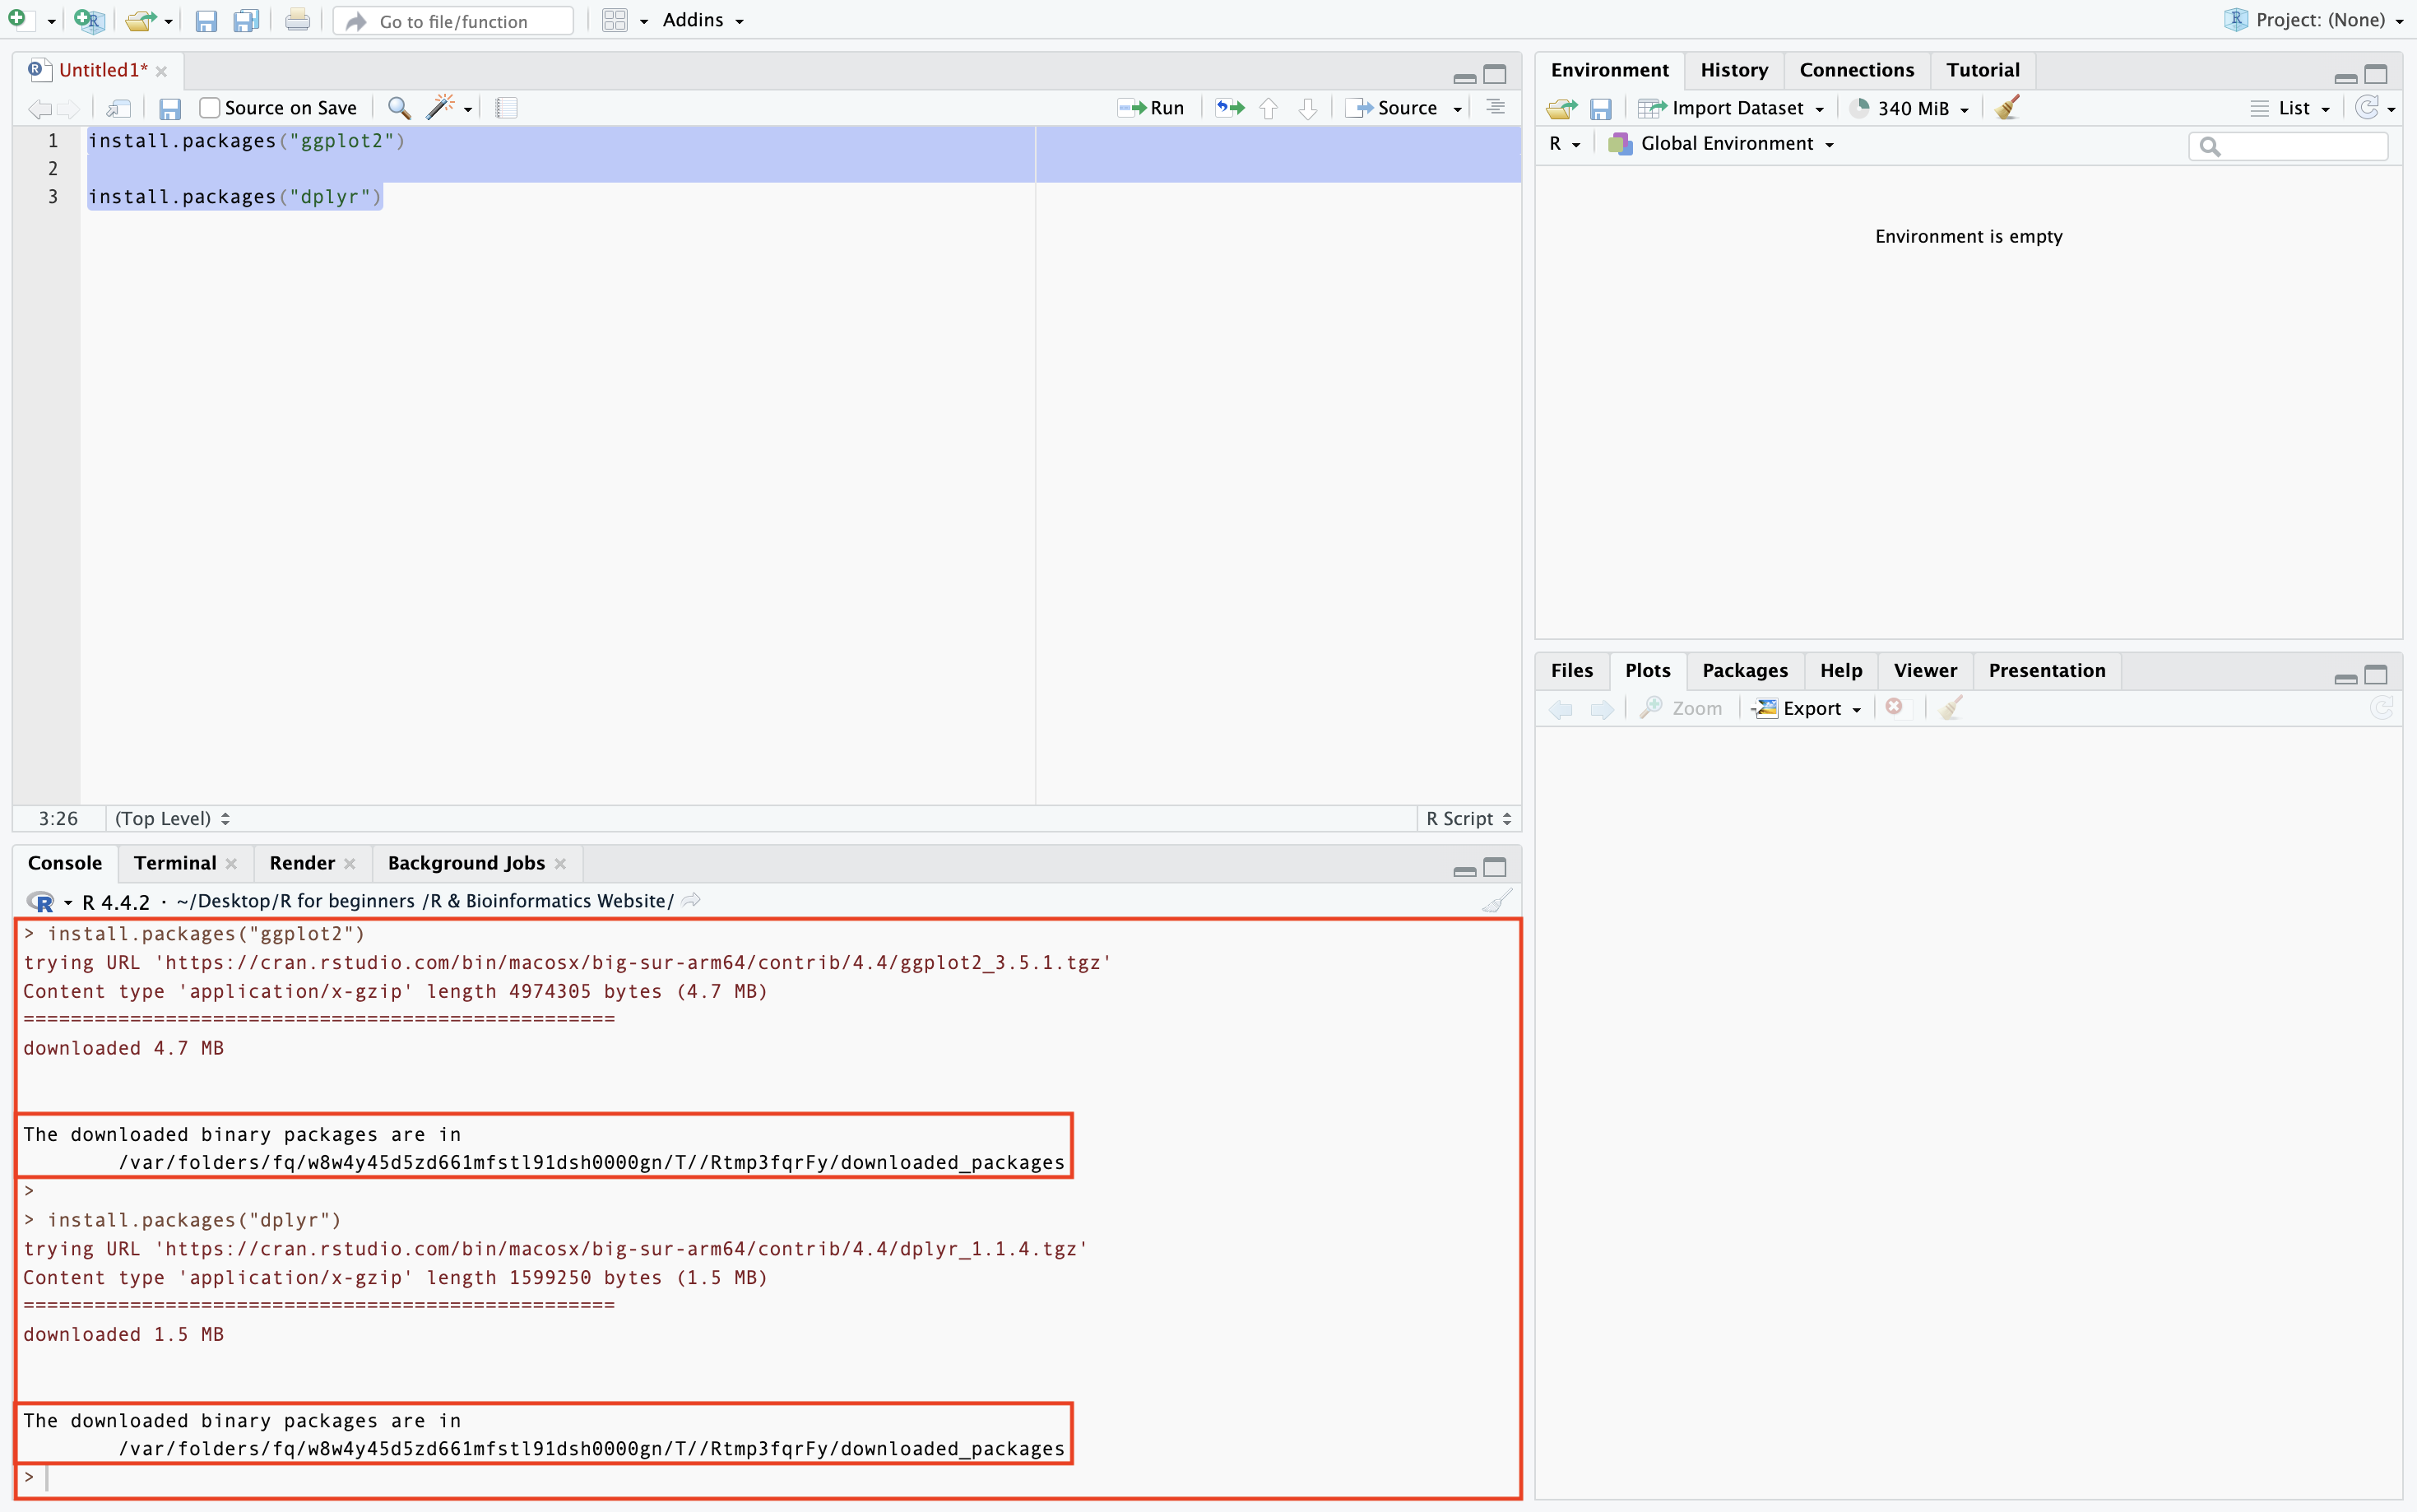 Go to file/function
Addins
Project: (None)
Untitled1*
Source on Save
Run
Source
1 install.packages("ggplot2")
2
3 install.packages("dplyr")
3:26
(Top Level)
R Script
Console
Terminal
Render
Background Jobs
R 4.4.2 · ~/Desktop/R for beginners /R & Bioinformatics Website/
> install.packages("ggplot2")
trying URL 'https://cran.rstudio.com/bin/macosx/big-sur-arm64/contrib/4.4/ggplot2_3.5.1.tgz'
Content type 'application/x-gzip' length 4974305 bytes (4.7 MB)
==================================================
downloaded 4.7 MB
The downloaded binary packages are in
/var/folders/fq/w8w4y45d5zd661mfstl91dsh0000gn/T//Rtmp3fqrFy/downloaded_packages
>
> install.packages("dplyr")
trying URL 'https://cran.rstudio.com/bin/macosx/big-sur-arm64/contrib/4.4/dplyr_1.1.4.tgz'
Content type 'application/x-gzip' length 1599250 bytes (1.5 MB)
==================================================
downloaded 1.5 MB
The downloaded binary packages are in
/var/folders/fq/w8w4y45d5zd661mfstl91dsh0000gn/T//Rtmp3fqrFy/downloaded_packages
>
Environment
History
Connections
Tutorial
Import Dataset
340 MiB
List
R
Global Environment
Environment is empty
Files
Plots
Packages
Help
Viewer
Presentation
Zoom
Export